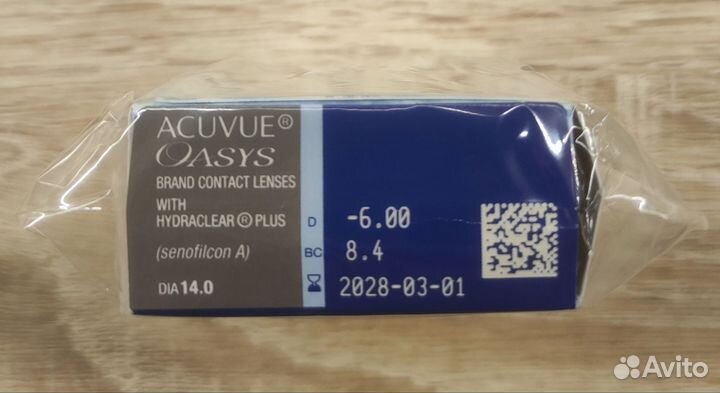 ACUVUE®
OASYS
BRAND CONTACT LENSES
WITH
HYDRACLEAR ® PLUS
(senofilcon A)
DIA 14.0
D -6.00
BC 8.4
2028-03-01
Avito